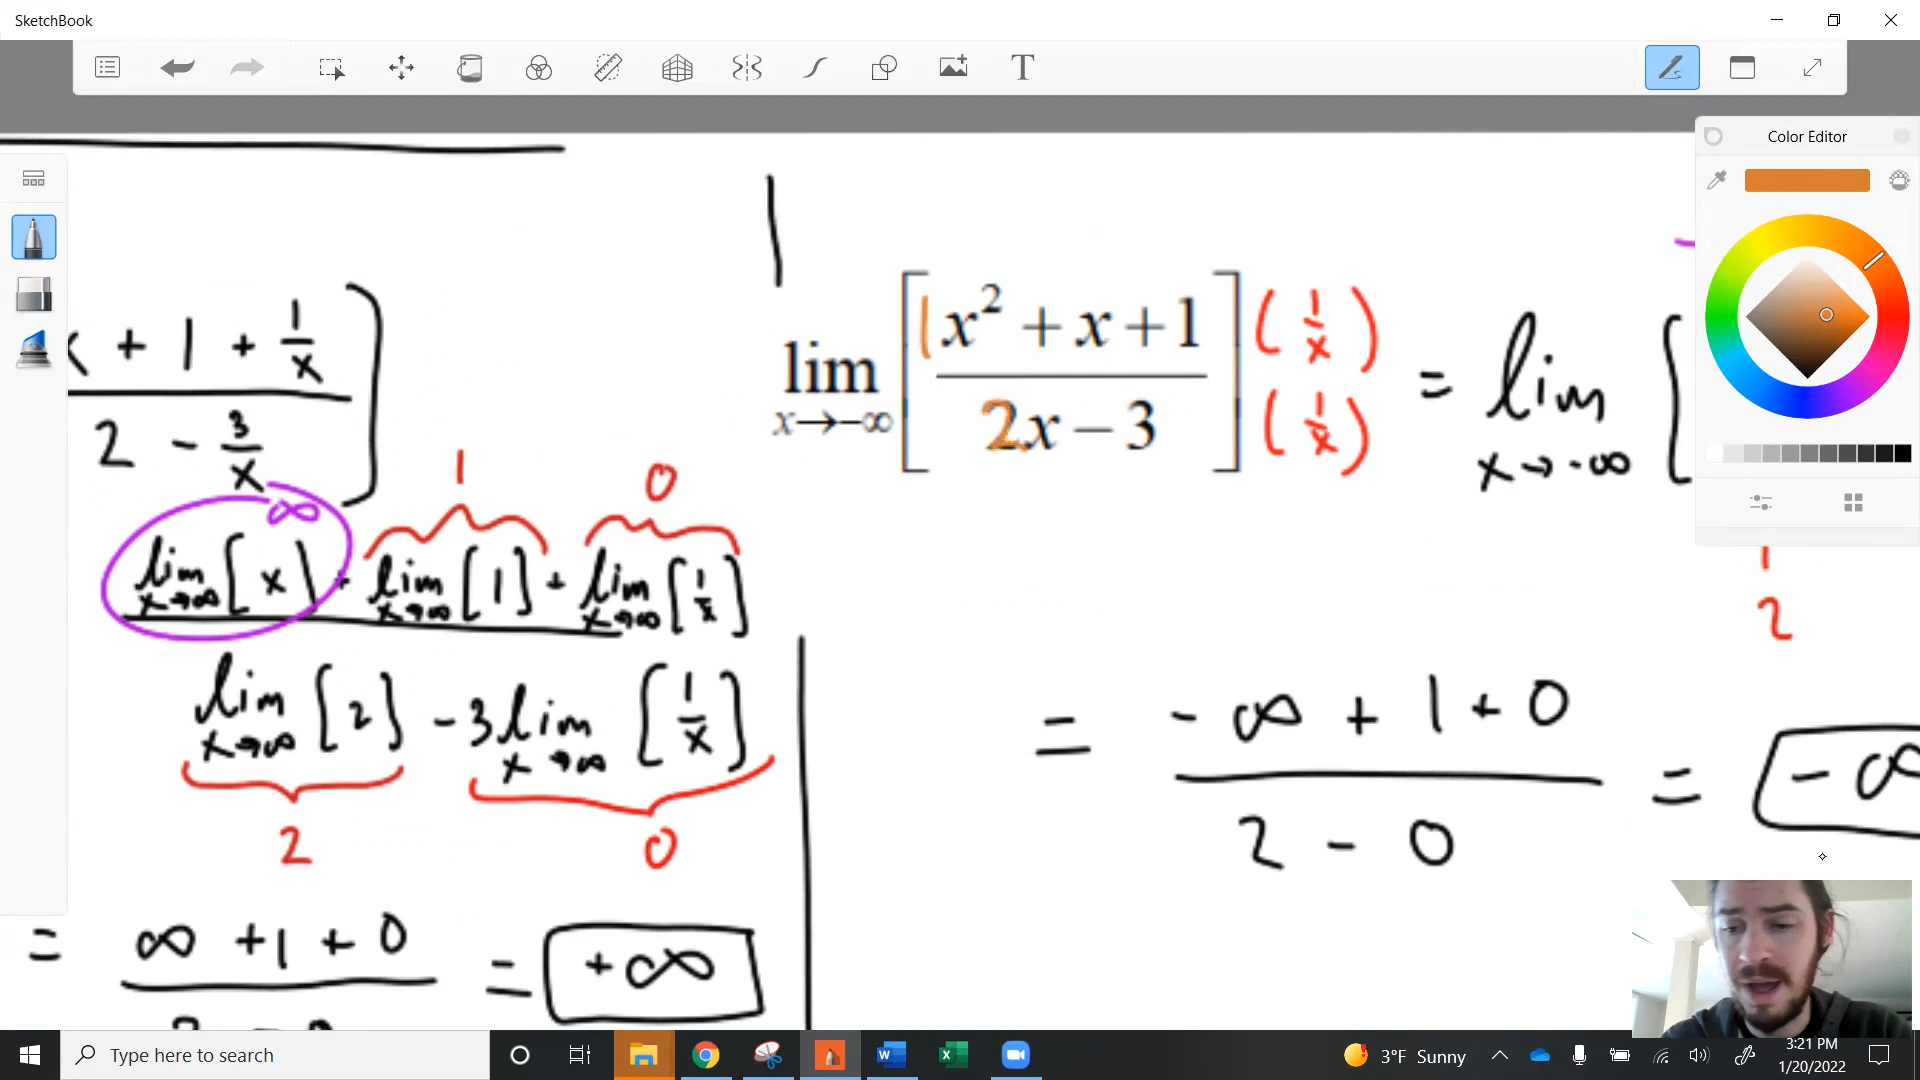 SketchBook
Color Editor
+ 1 + 1/x
2 - 3/x
∞
lim x→∞ [x] + lim x→∞ [1] + lim x→∞ [1/x]
1
0
lim x→∞ [2] - 3 lim x→∞ [1/x]
2
0
= ∞ + 1 + 0
= + ∞
lim x→-∞ [1x² + x + 1 / 2x - 3] (1/x) (1/x) = lim x→-∞ [
2
= -∞ + 1 + 0 / 2 - 0 = -∞
Type here to search
3°F Sunny
3:21 PM
1/20/2022